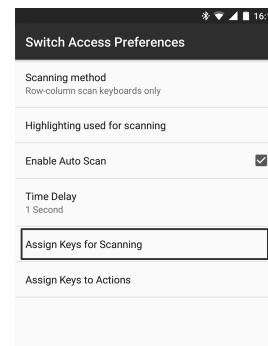 16:
Switch Access Preferences
Scanning method
Row-column scan keyboards only
Highlighting used for scanning
Enable Auto Scan
Time Delay
1 Second
Assign Keys for Scanning
Assign Keys to Actions